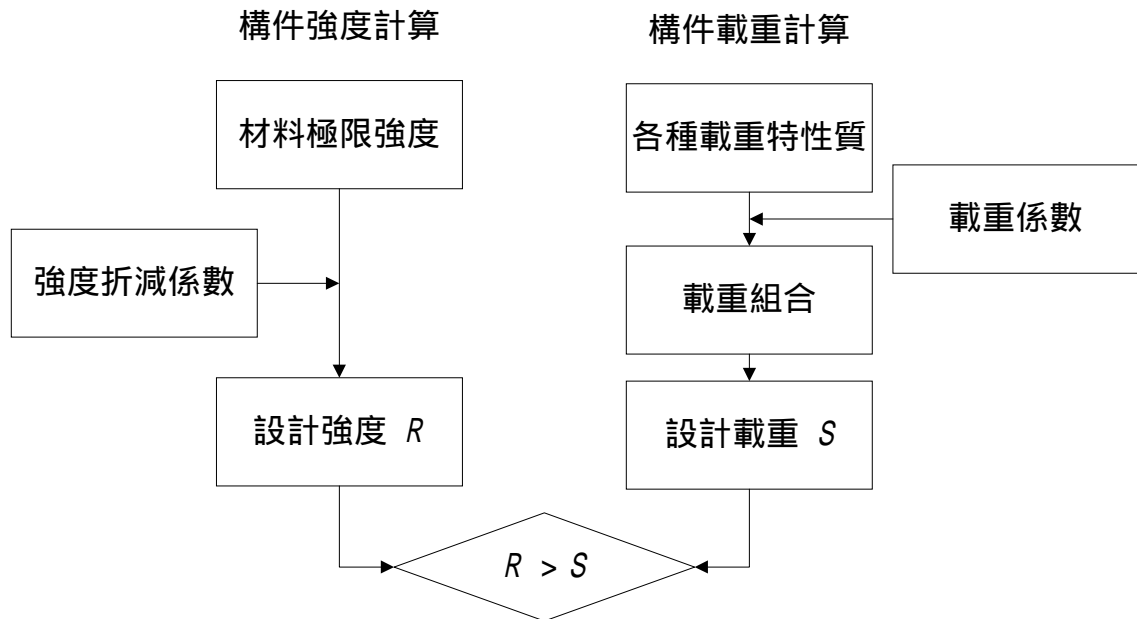 構件強度計算
構件載重計算
材料極限強度
各種載重特性質
載重係數
強度折減係數
載重組合
設計強度 R
設計載重 S
R > S